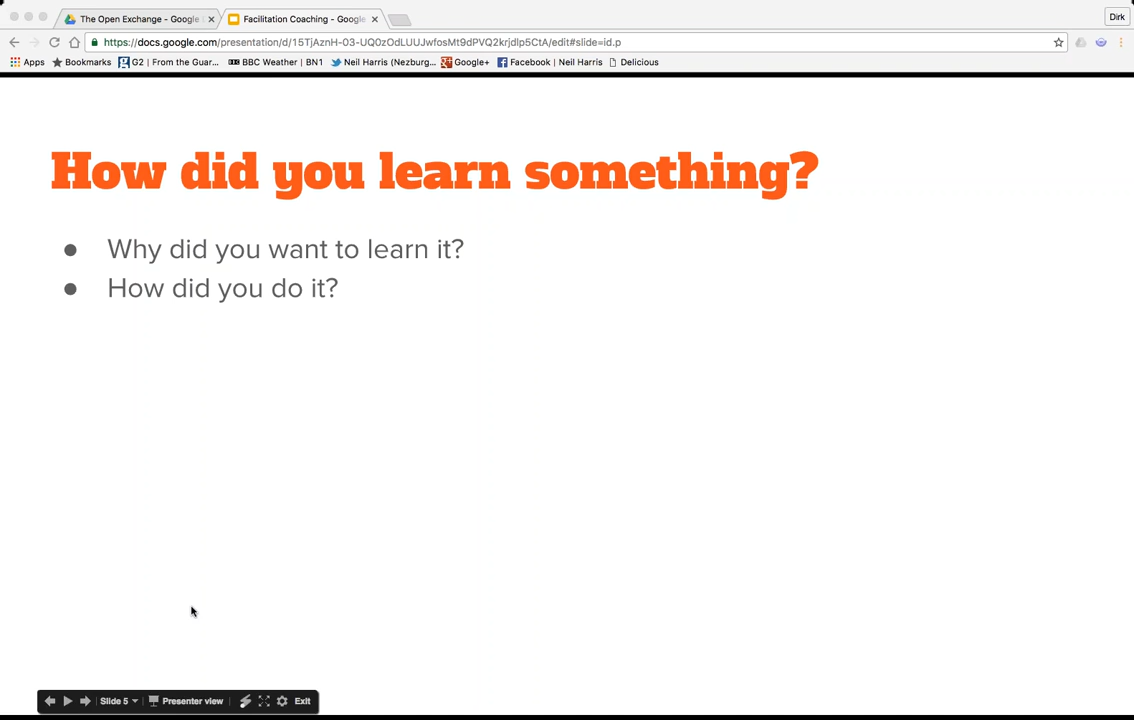 The Open Exchange - Google
Facilitation Coaching - Google
Dirk
https://docs.google.com/presentation/d/15TjAznH-03-UQ0zOdLUUJwfosMt9dPVQ2krjdlp5CtA/edit#slide=id.p
Apps Bookmarks G2 | From the Guar... BBC Weather | BN1 Neil Harris (Nezburg... Google+ Facebook | Neil Harris Delicious
How did you learn something?
● Why did you want to learn it?
● How did you do it?
Slide 5 Presenter view Exit